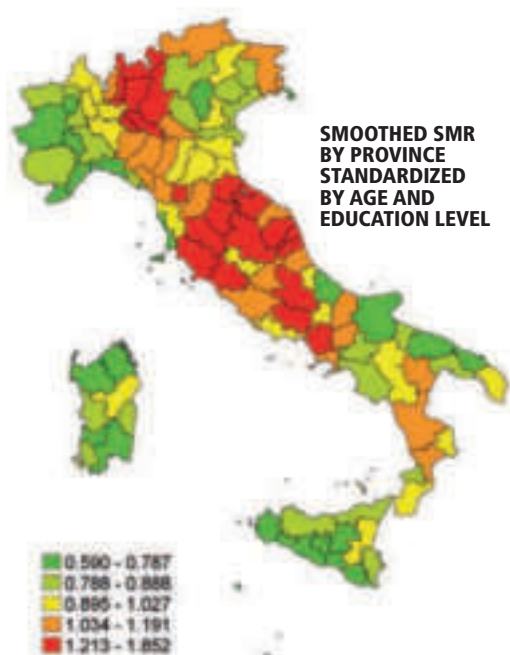 SMOOTHED SMR
BY PROVINCE
STANDARDIZED
BY AGE AND
EDUCATION LEVEL
0.590 - 0.787
0.788 - 0.888
0.895 - 1.027
1.034 - 1.191
1.213 - 1.852